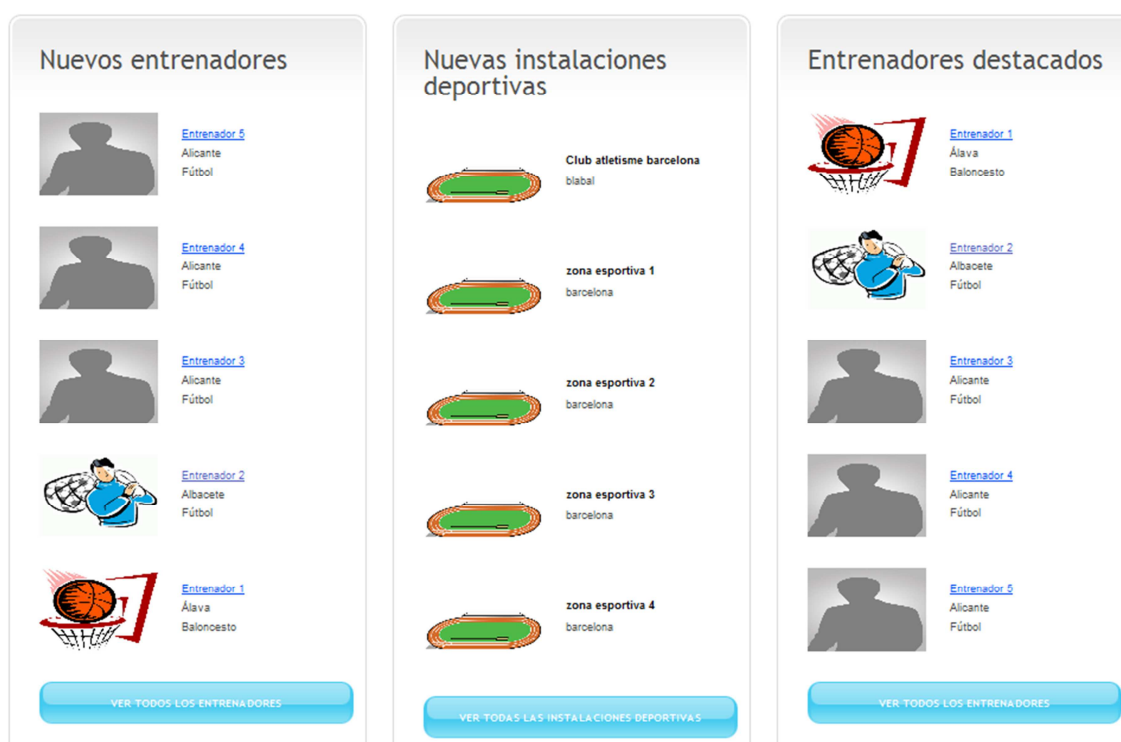 Nuevos entrenadores
Entrenador 5
Alicante
Fútbol
Entrenador 4
Alicante
Fútbol
Entrenador 3
Alicante
Fútbol
Entrenador 2
Albacete
Fútbol
Entrenador 1
Álava
Baloncesto
VER TODOS LOS ENTRENADORES
Nuevas instalaciones
deportivas
Club atletisme barcelona
blabal
zona esportiva 1
barcelona
zona esportiva 2
barcelona
zona esportiva 3
barcelona
zona esportiva 4
barcelona
VER TODAS LAS INSTALACIONES DEPORTIVAS
Entrenadores destacados
Entrenador 1
Álava
Baloncesto
Entrenador 2
Albacete
Fútbol
Entrenador 3
Alicante
Fútbol
Entrenador 4
Alicante
Fútbol
Entrenador 5
Alicante
Fútbol
VER TODOS LOS ENTRENADORES